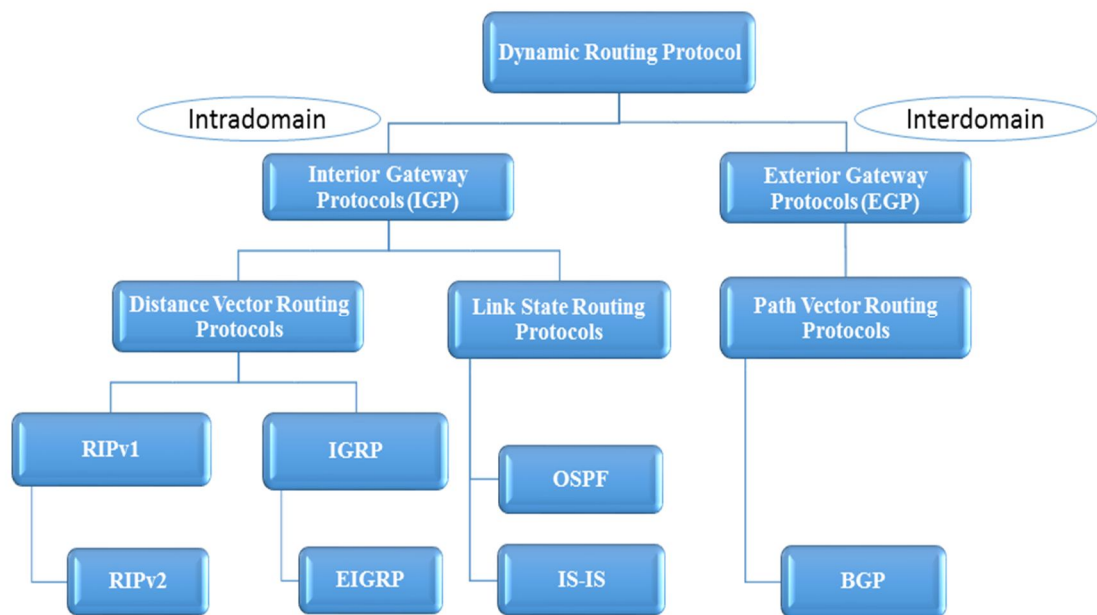 Dynamic Routing Protocol
Intradomain
Interdomain
Interior Gateway
Protocols (IGP)
Exterior Gateway
Protocols (EGP)
Distance Vector Routing
Protocols
Link State Routing
Protocols
Path Vector Routing
Protocols
RIPv1
IGRP
OSPF
RIPv2
EIGRP
IS-IS
BGP